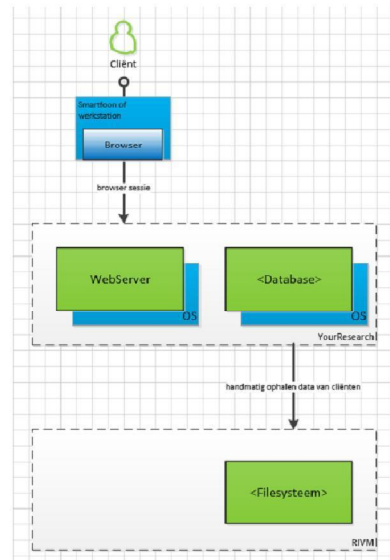 Cliënt
Smartfoon of
werkstation
Browser
browser sessie
WebServer
OS
<Database>
OS
YourResearch
handmatig ophalen data van cliënten
<Filesysteem>
RIVM